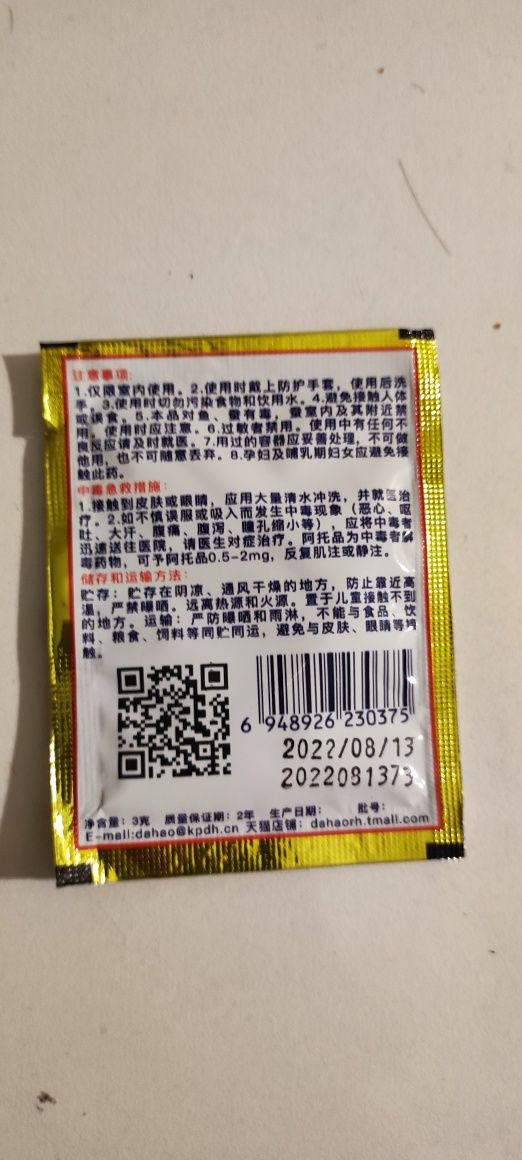 注意事项:
1.仅限室内使用。2.使用时戴上防护手套，使用后洗
手。3.使用时切勿污染食物和饮用水。4.避免接触人体
或误食。5.本品对鱼、蚕有毒，蚕室内及其附近禁
用。使用时应注意。6.过敏者禁用。使用中有任何不
良反应请及时就医。7.用过的容器应妥善处理，不可做
他用，也不可随意丢弃。8.孕妇及哺乳期妇女应避免接
触此药。
中毒急救措施:
1.接触到皮肤或眼睛，应用大量清水冲洗，并就医治
疗。2.如不慎误服或吸入而发生中毒现象（恶心、呕
吐、大汗、腹痛、腹泻、瞳孔缩小等），应将中毒者
迅速送往医院，请医生对症治疗。阿托品为中毒者解
毒药物，可予阿托品0.5-2mg，反复肌注或静注。
储存和运输方法:
贮存：贮存在阴凉、通风干燥的地方，防止靠近高
温，严禁曝晒。远离热源和火源。置于儿童接触不到
的地方。运输：严防曝晒和雨淋，不能与食品、饮
料、粮食、饲料等同贮同运，避免与皮肤、眼睛等接
触。
6 948926 230375
2022/08/13
2022081373
净含量：3克 质量保证期：2年 生产日期: 批号:
E-mail:dahao@kpdh.cn 天猫店铺：dahaorh.tmall.com